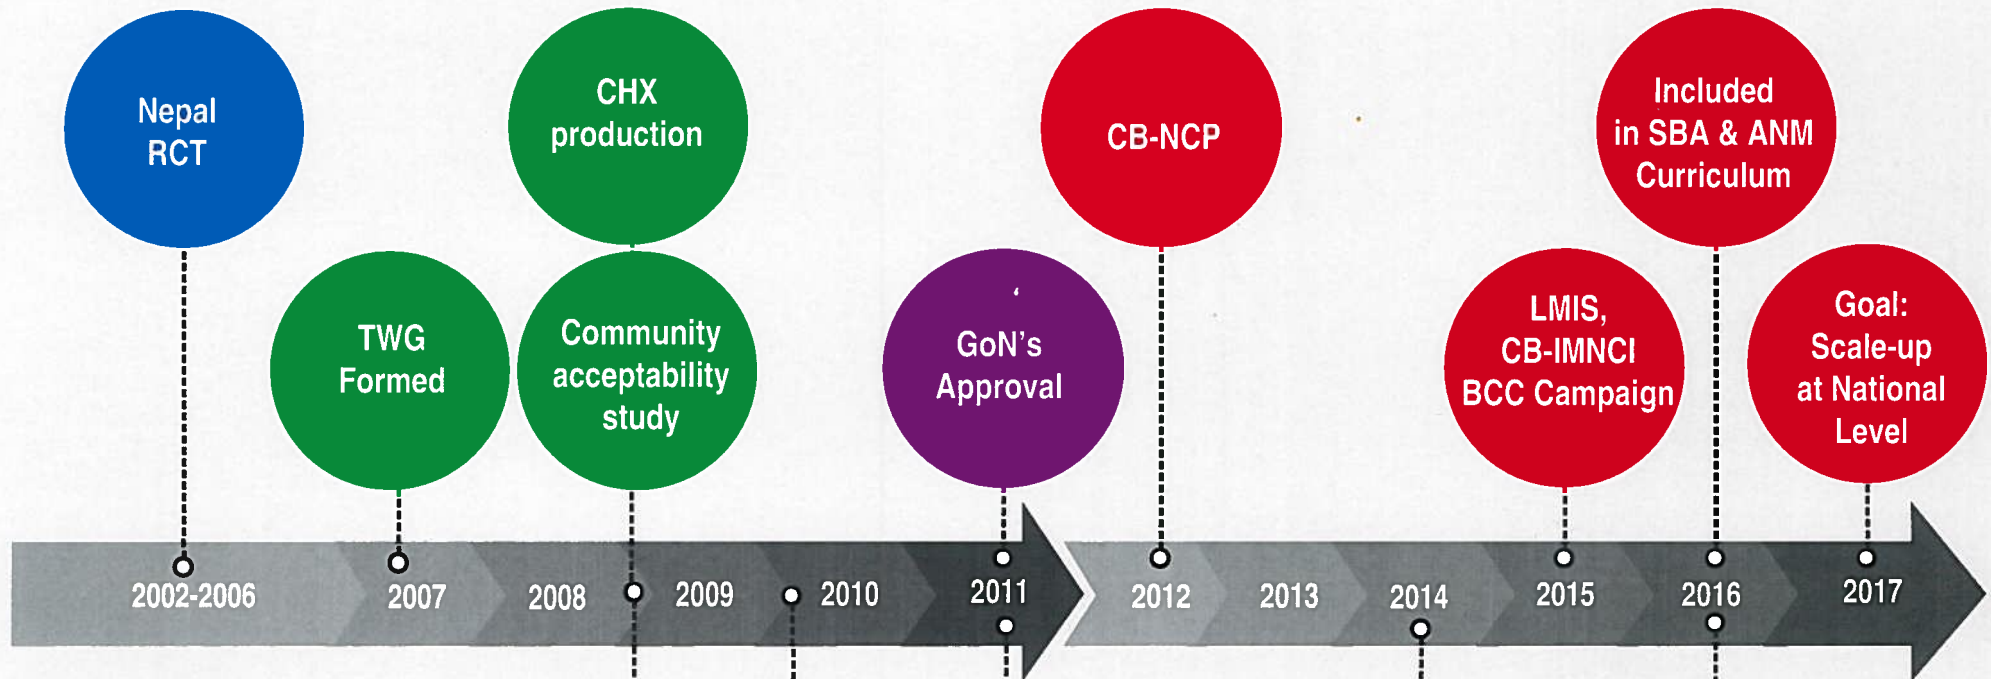 Nepal
RCT
CHX
production
CB-NCP
Included
in SBA & ANM
Curriculum
TWG
Formed
Community
acceptability
study
GoN's
Approval
LMIS,
CB-IMNCI
BCC Campaign
Goal:
Scale-up
at National
Level
2002-2006
2007
2008
2009
2010
2011
2012
2013
2014
2015
2016
2017